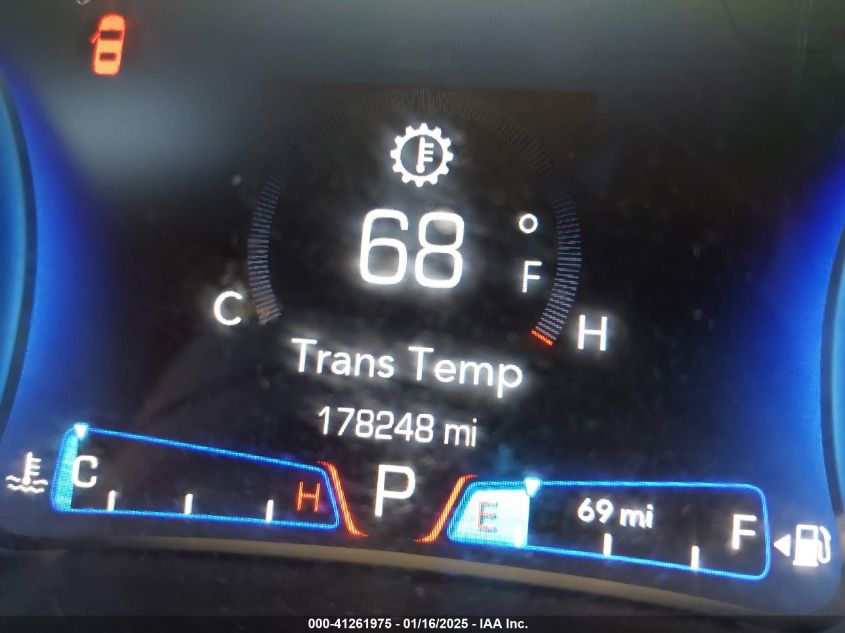 68 °F
C H
Trans Temp
178248 mi
C H P E 69 mi F
000-41261975 - 01/16/2025 - IAA Inc.